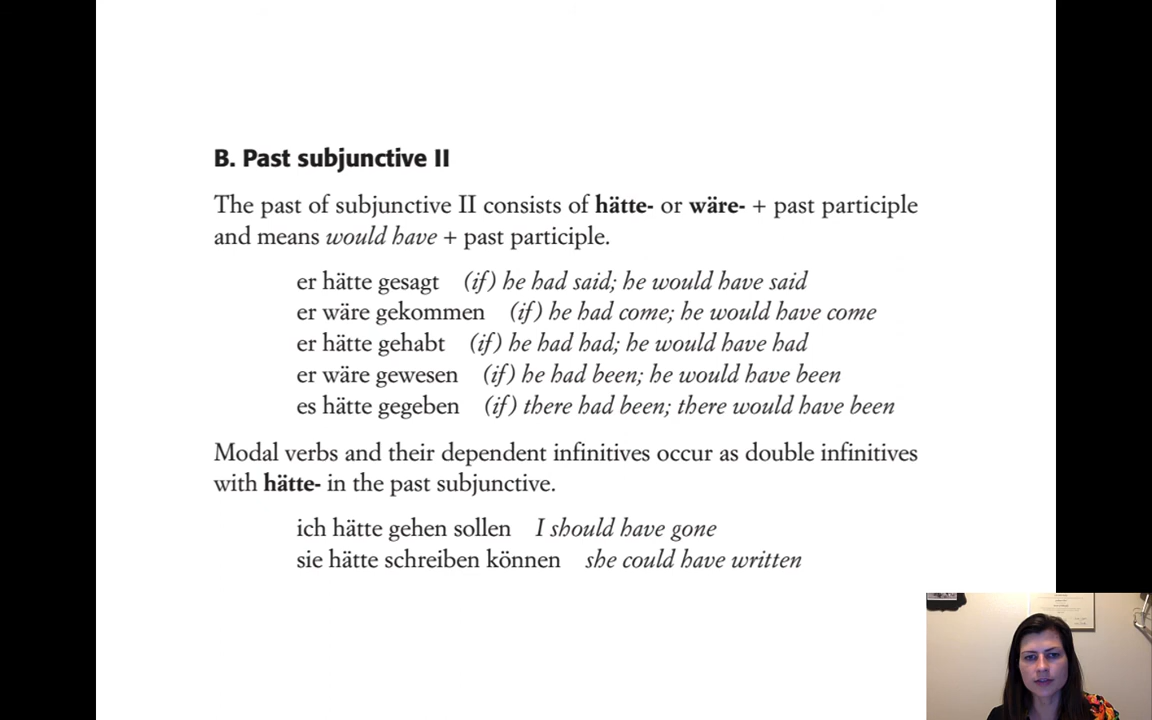 B. Past subjunctive II
The past of subjunctive II consists of hätte- or wäre- + past participle
and means would have + past participle.
er hätte gesagt (if) he had said; he would have said
er wäre gekommen (if) he had come; he would have come
er hätte gehabt (if) he had had; he would have had
er wäre gewesen (if) he had been; he would have been
es hätte gegeben (if) there had been; there would have been
Modal verbs and their dependent infinitives occur as double infinitives
with hätte- in the past subjunctive.
ich hätte gehen sollen I should have gone
sie hätte schreiben können she could have written